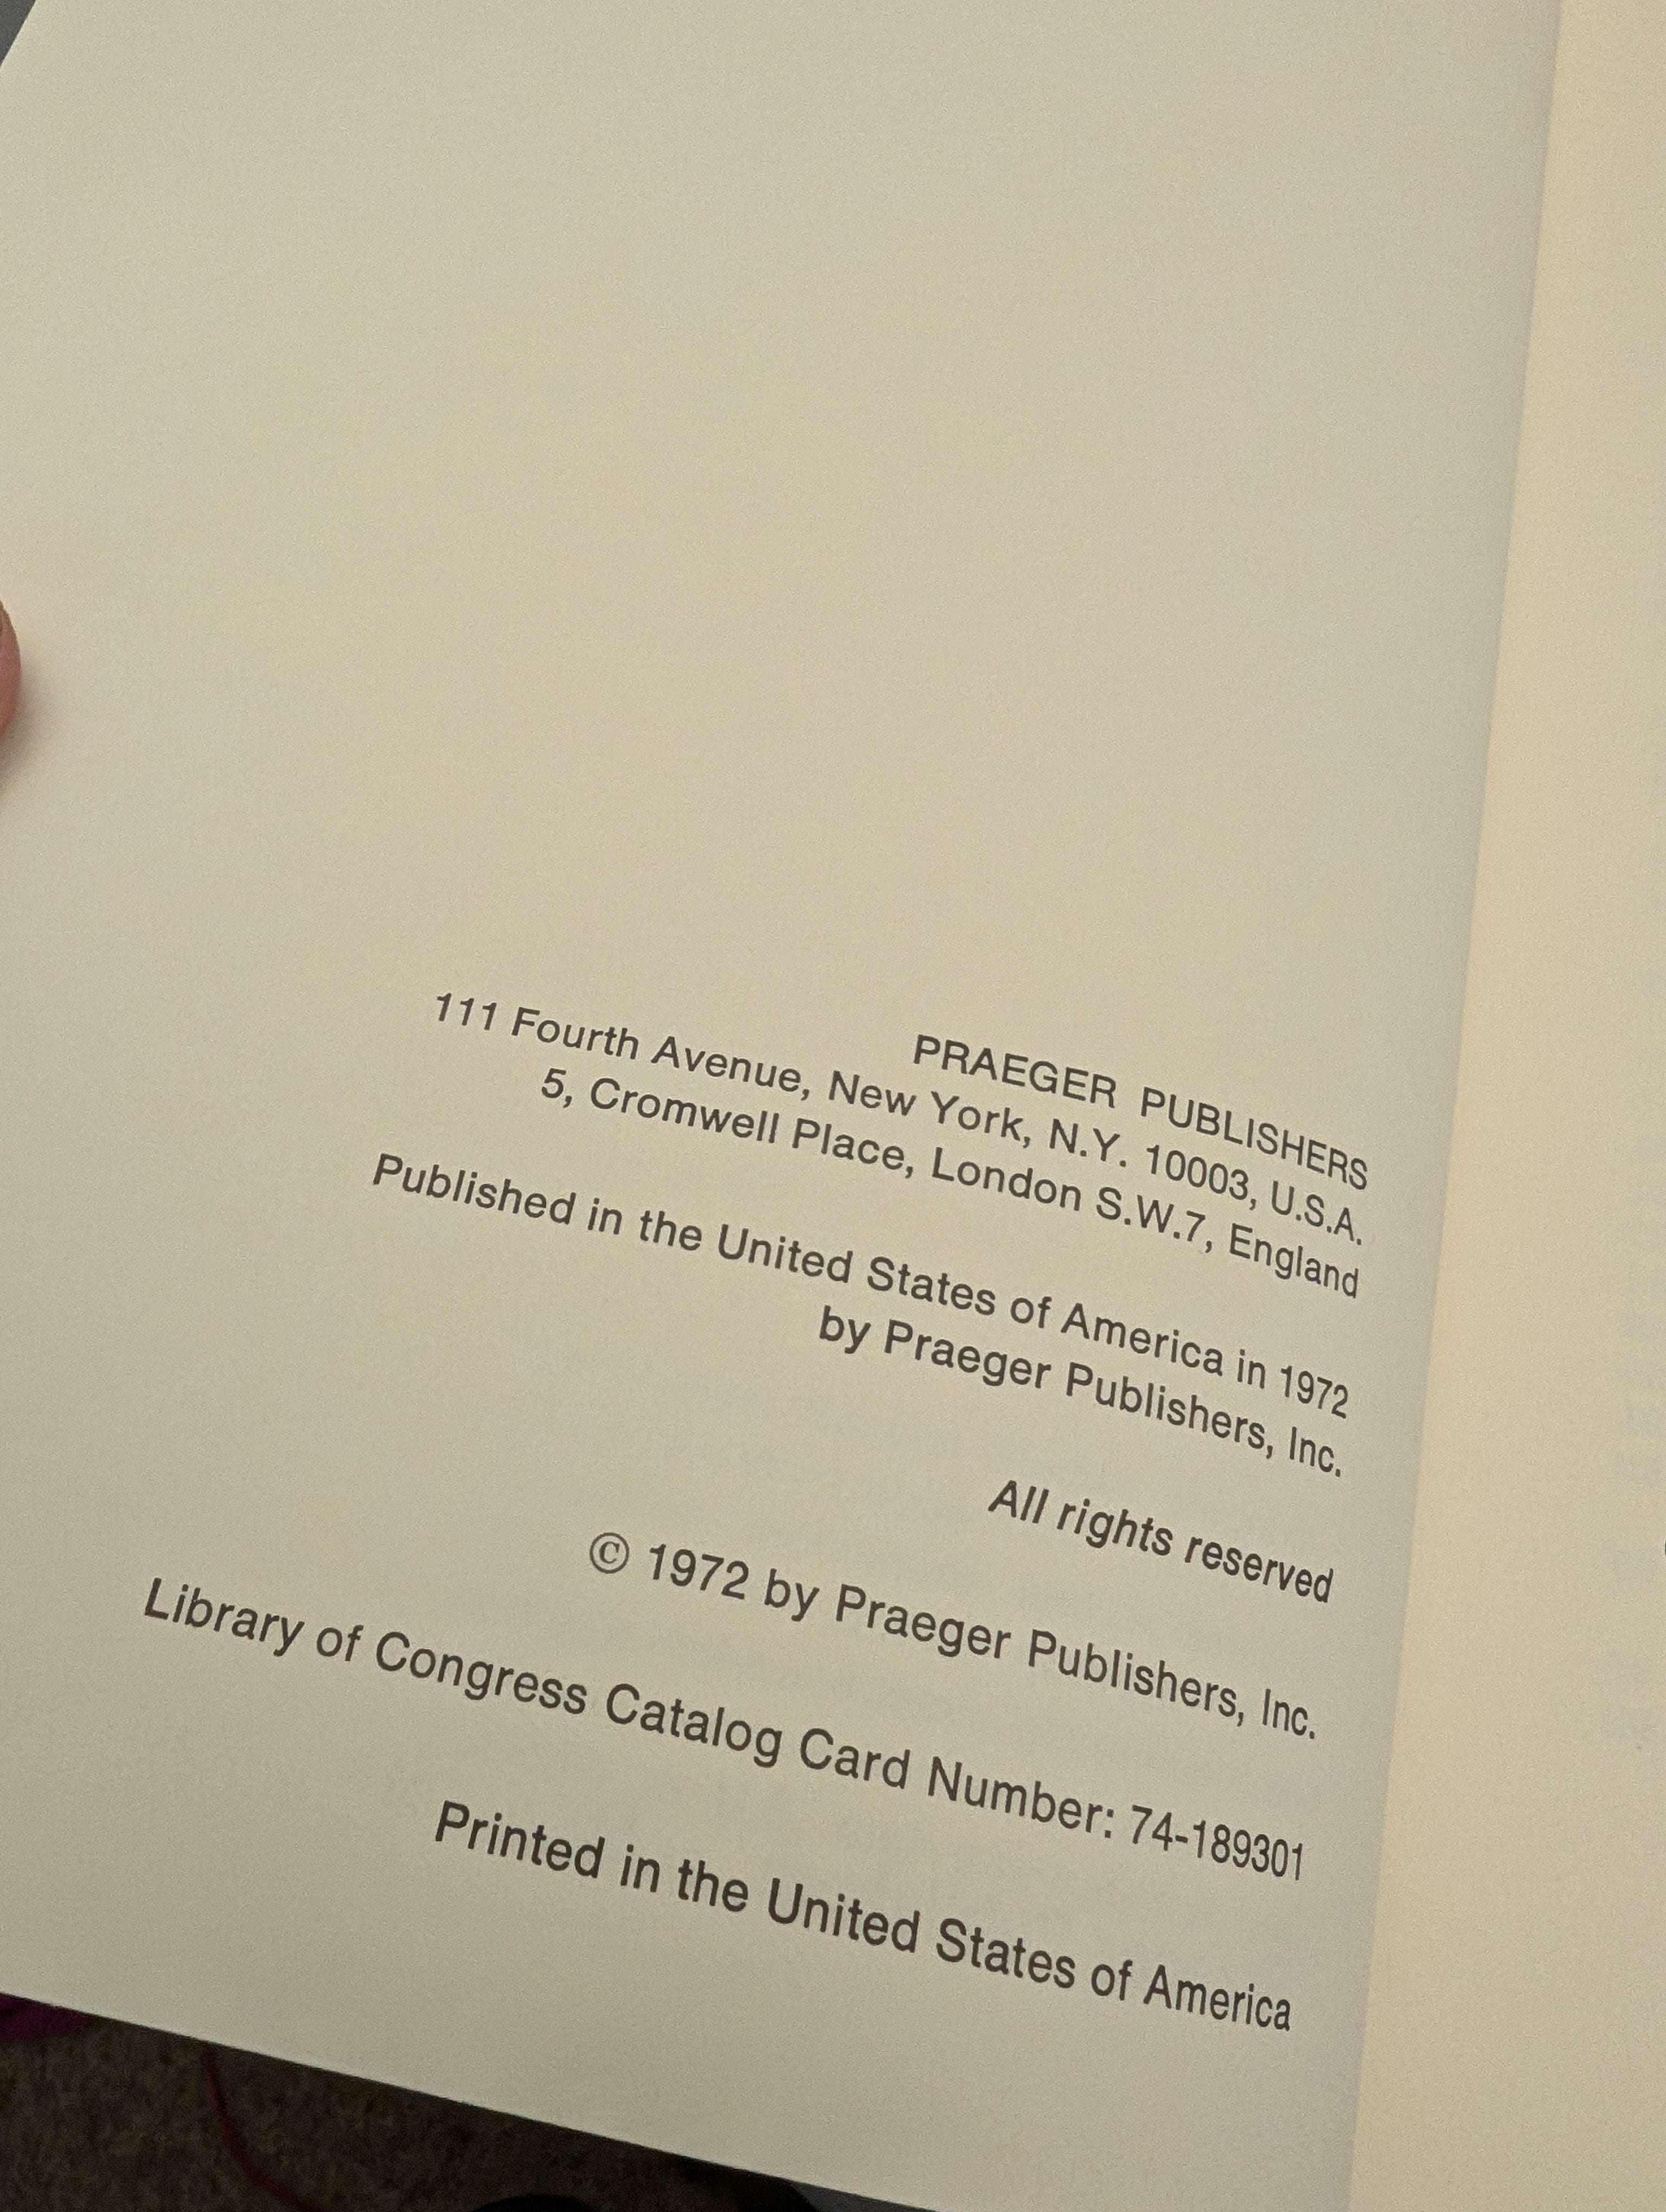 PRAEGER PUBLISHERS
111 Fourth Avenue, New York, N.Y. 10003, U.S.A.
5, Cromwell Place, London S.W.7, England
Published in the United States of America in 1972
by Praeger Publishers, Inc.
All rights reserved
© 1972 by Praeger Publishers, Inc.
Library of Congress Catalog Card Number: 74-189301
Printed in the United States of America